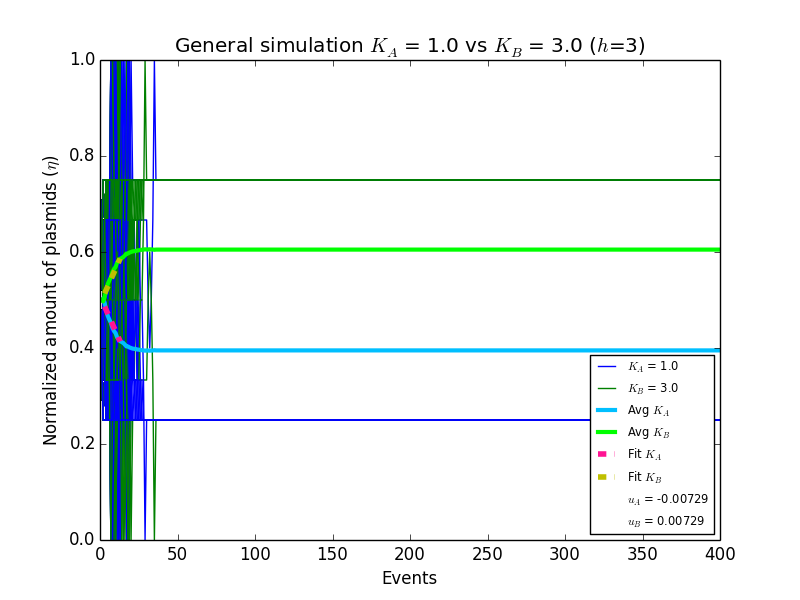 General simulation K_A = 1.0 vs K_B = 3.0 (h=3)
Normalized amount of plasmids (η)
1.0
0.8
0.6
0.4
0.2
0.0
K_A = 1.0
K_B = 3.0
Avg K_A
Avg K_B
Fit K_A
Fit K_B
u_A = -0.00729
u_B = 0.00729
0 50 100 150 200 250 300 350 400
Events